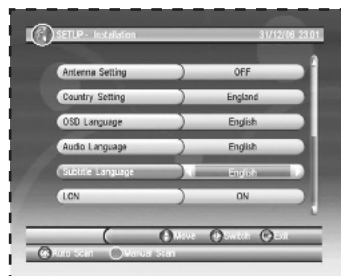 SETUP - Installation 31/12/06 23:01
Antenna Setting OFF
Country Setting England
OSD Language English
Audio Language English
Subtitle Language English
LCN ON
Move Switch Exit
Auto Scan Manual Scan